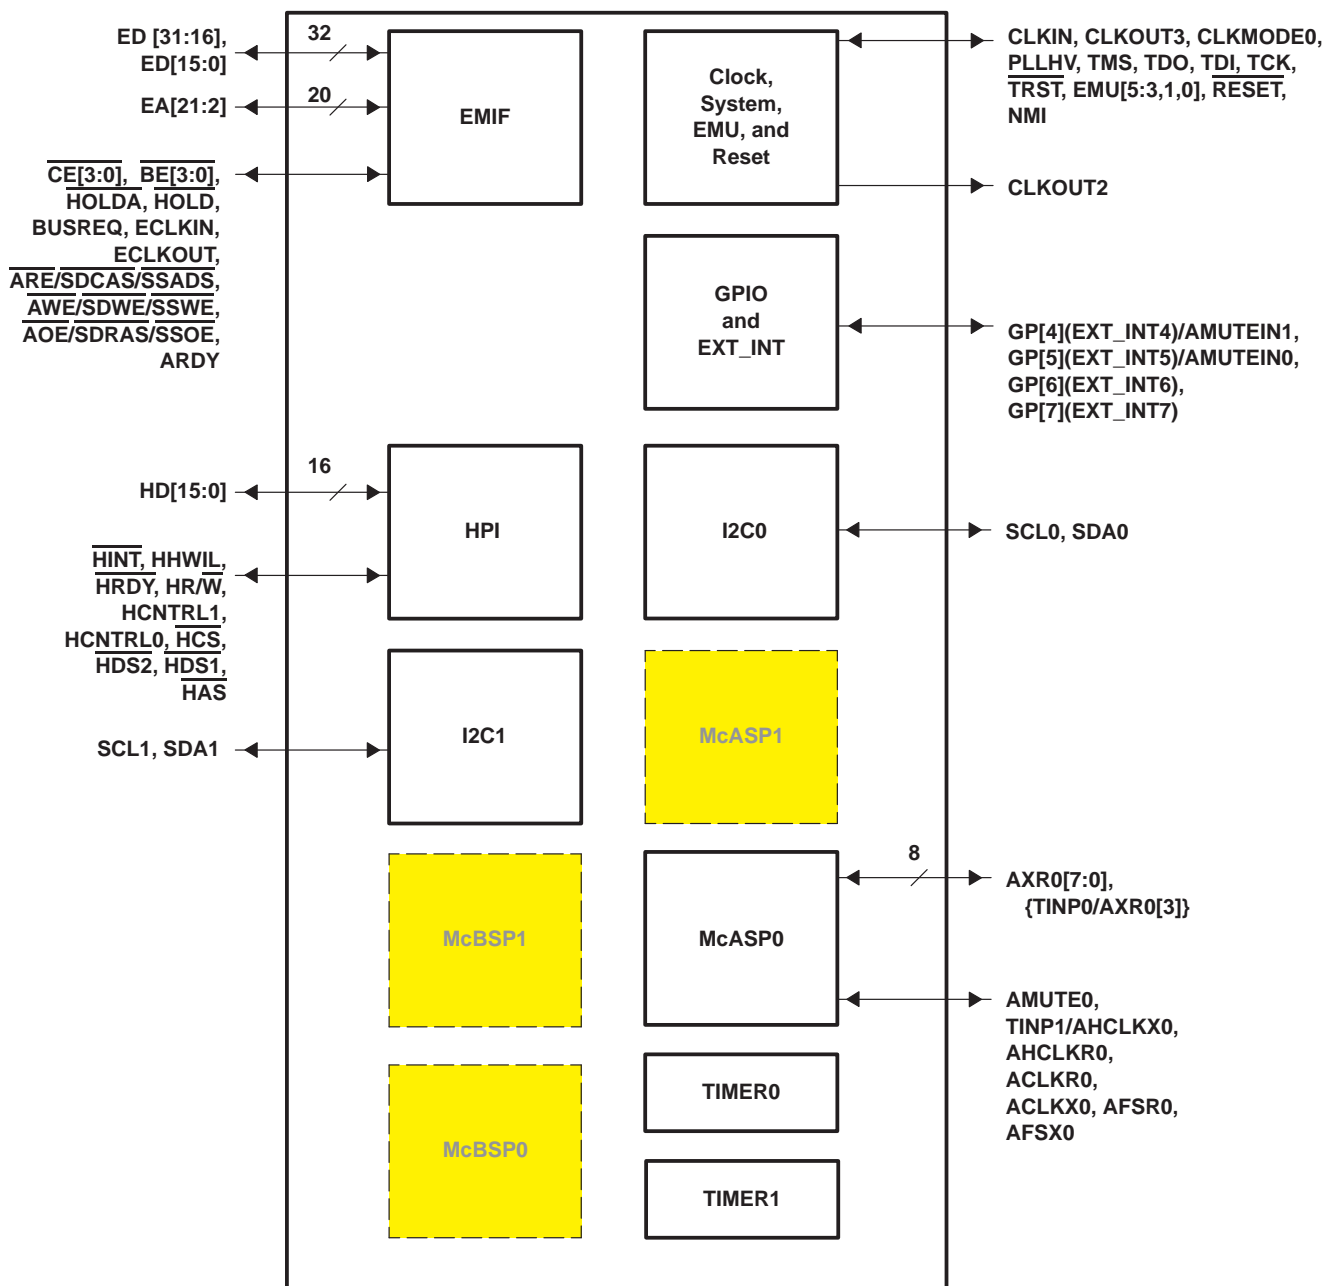 ED [31:16],
ED[15:0]
32
EA[21:2]
20
EMIF
CE[3:0], BE[3:0],
HOLDA, HOLD,
BUSREQ, ECLKIN,
ECLKOUT,
ARE/SDCAS/SSADS,
AWE/SDWE/SSWE,
AOE/SDRAS/SSOE,
ARDY
Clock,
System,
EMU, and
Reset
CLKIN, CLKOUT3, CLKMODE0,
PLLHV, TMS, TDO, TDI, TCK,
TRST, EMU[5:3,1,0], RESET,
NMI
CLKOUT2
GPIO
and
EXT_INT
GP[4](EXT_INT4)/AMUTEIN1,
GP[5](EXT_INT5)/AMUTEIN0,
GP[6](EXT_INT6),
GP[7](EXT_INT7)
HD[15:0]
16
HPI
HINT, HHWIL,
HRDY, HR/W,
HCNTRL1,
HCNTRL0, HCS,
HDS2, HDS1,
HAS
I2C0
SCL0, SDA0
SCL1, SDA1
I2C1
McASP1
McBSP1
McASP0
8
AXR0[7:0],
{TINP0/AXR0[3]}
AMUTE0,
TINP1/AHCLKX0,
AHCLKR0,
ACLKR0,
ACLKX0, AFSR0,
AFSX0
McBSP0
TIMER0
TIMER1